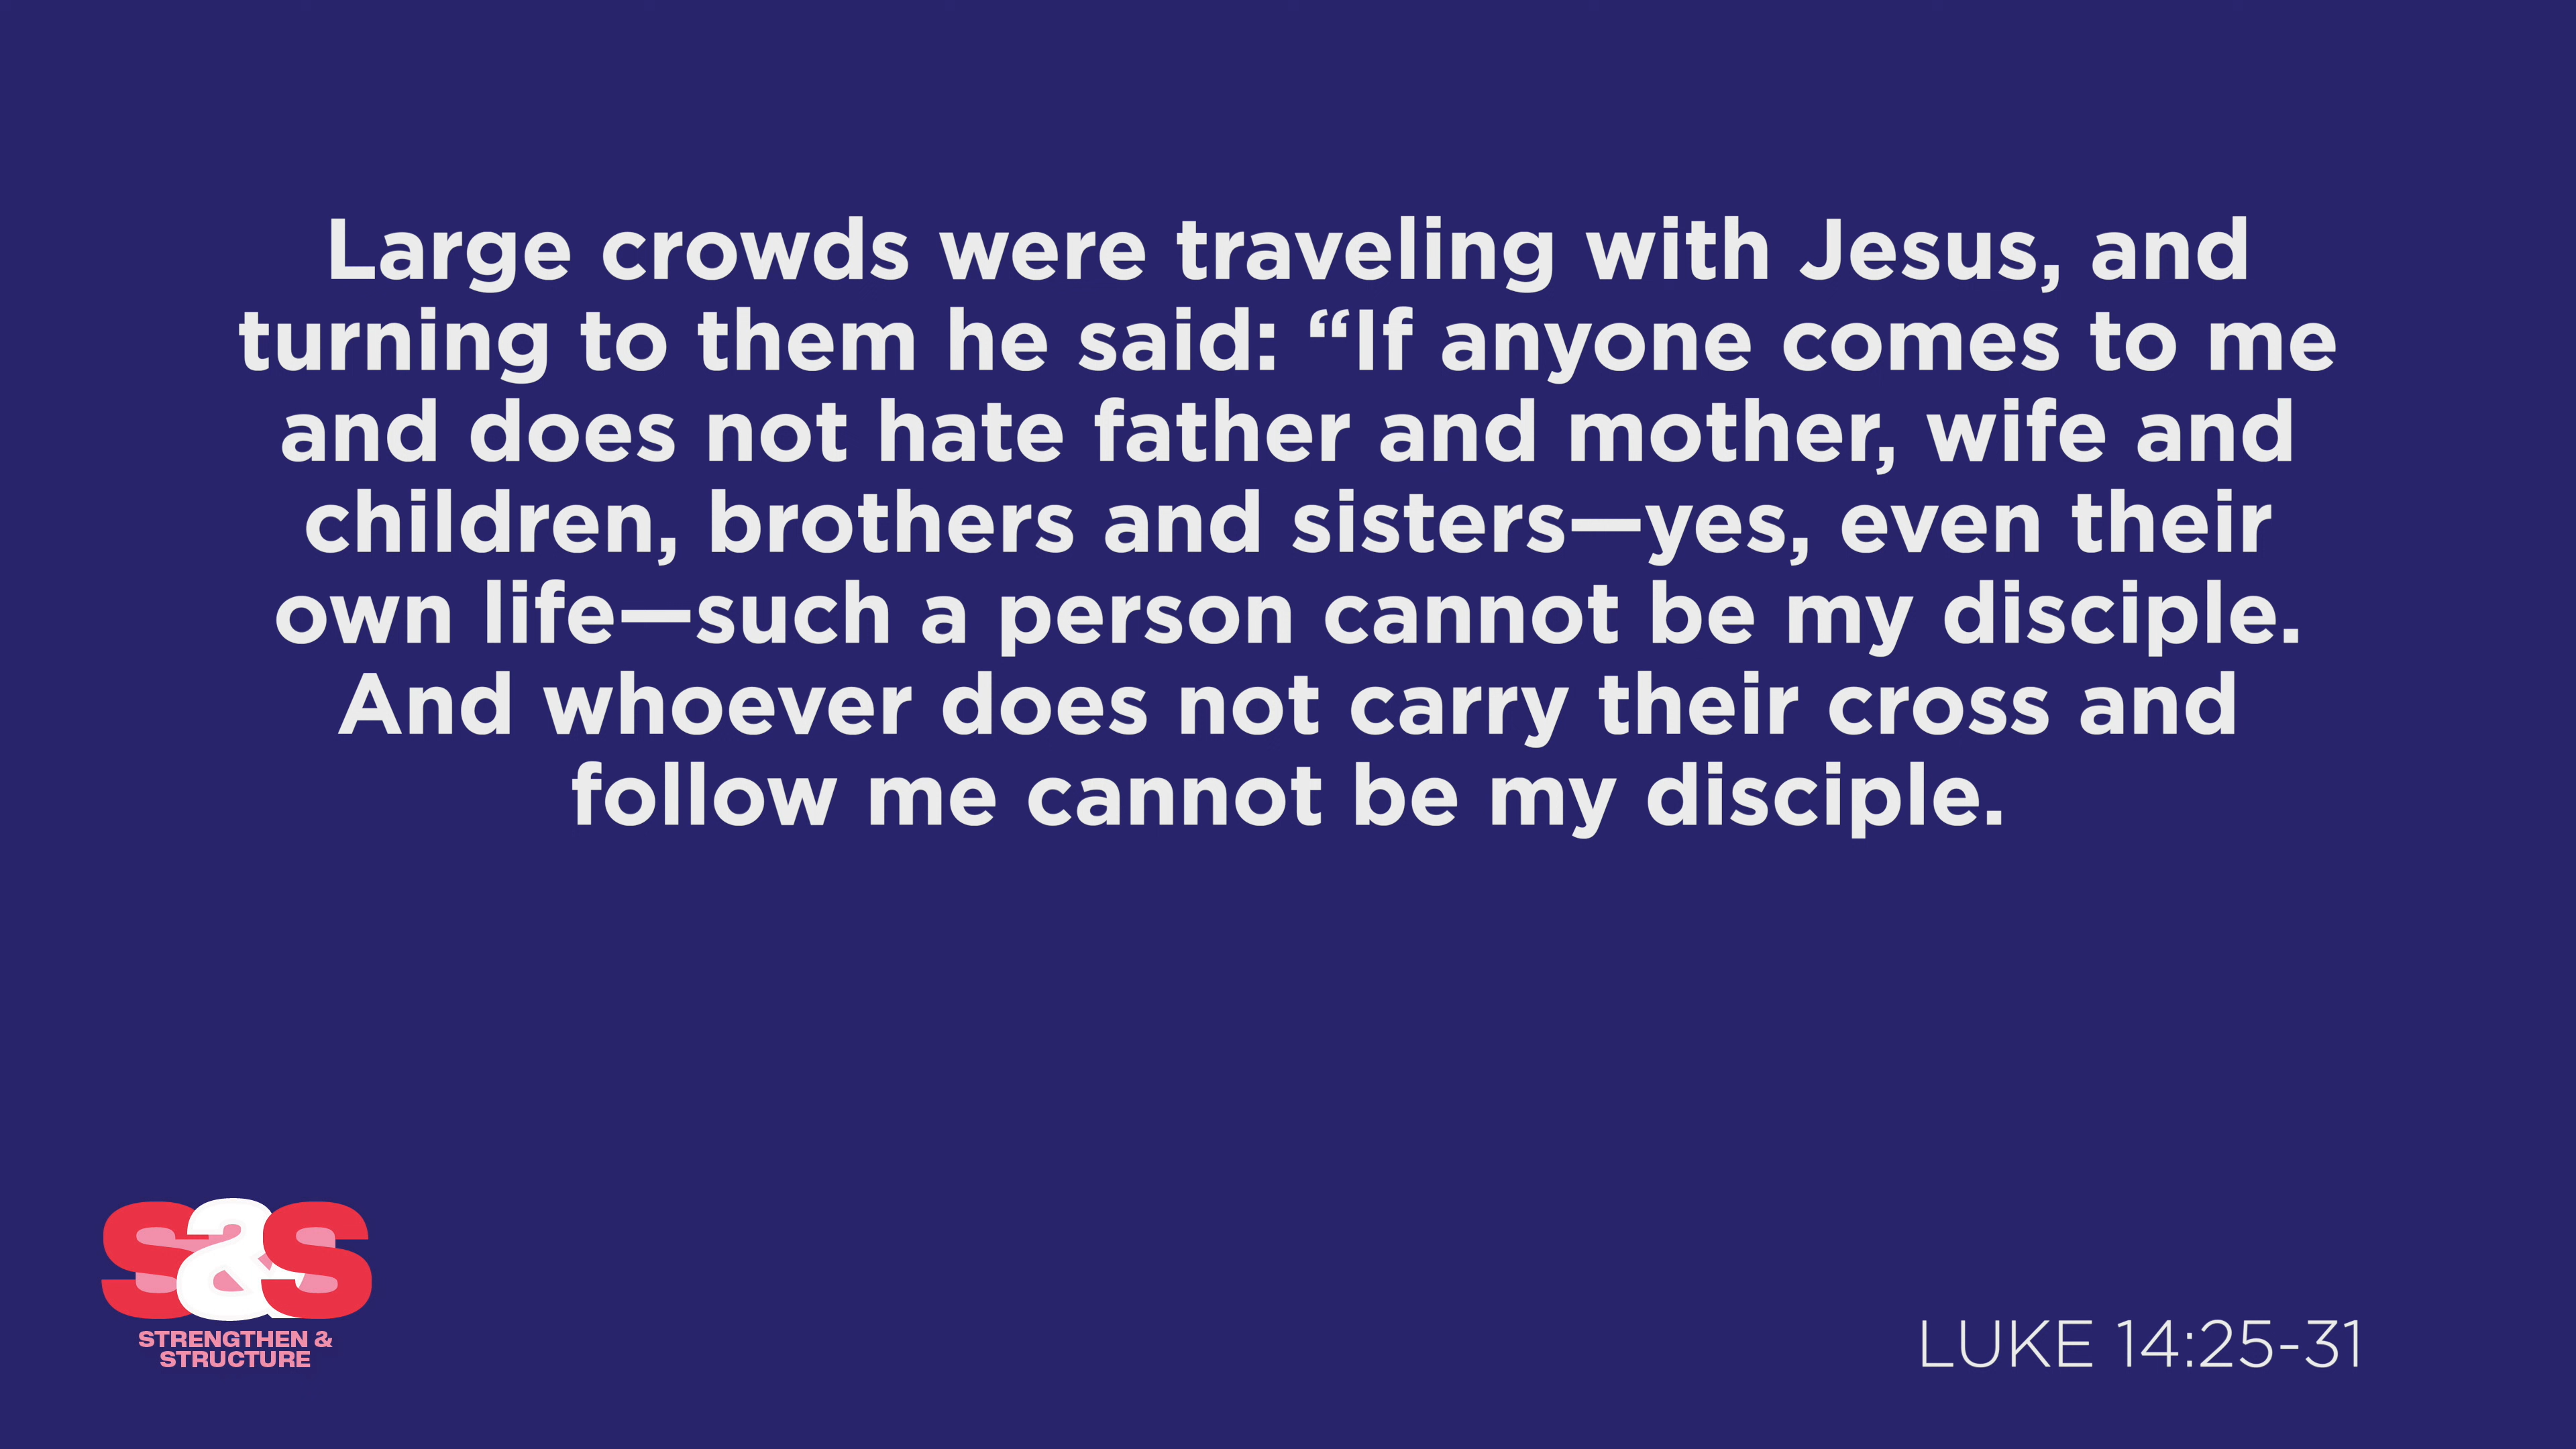 Large crowds were traveling with Jesus, and
turning to them he said: “If anyone comes to me
and does not hate father and mother, wife and
children, brothers and sisters—yes, even their
own life—such a person cannot be my disciple.
And whoever does not carry their cross and
follow me cannot be my disciple.
s&s
STRENGTHEN &
STRUCTURE
LUKE 14:25-31